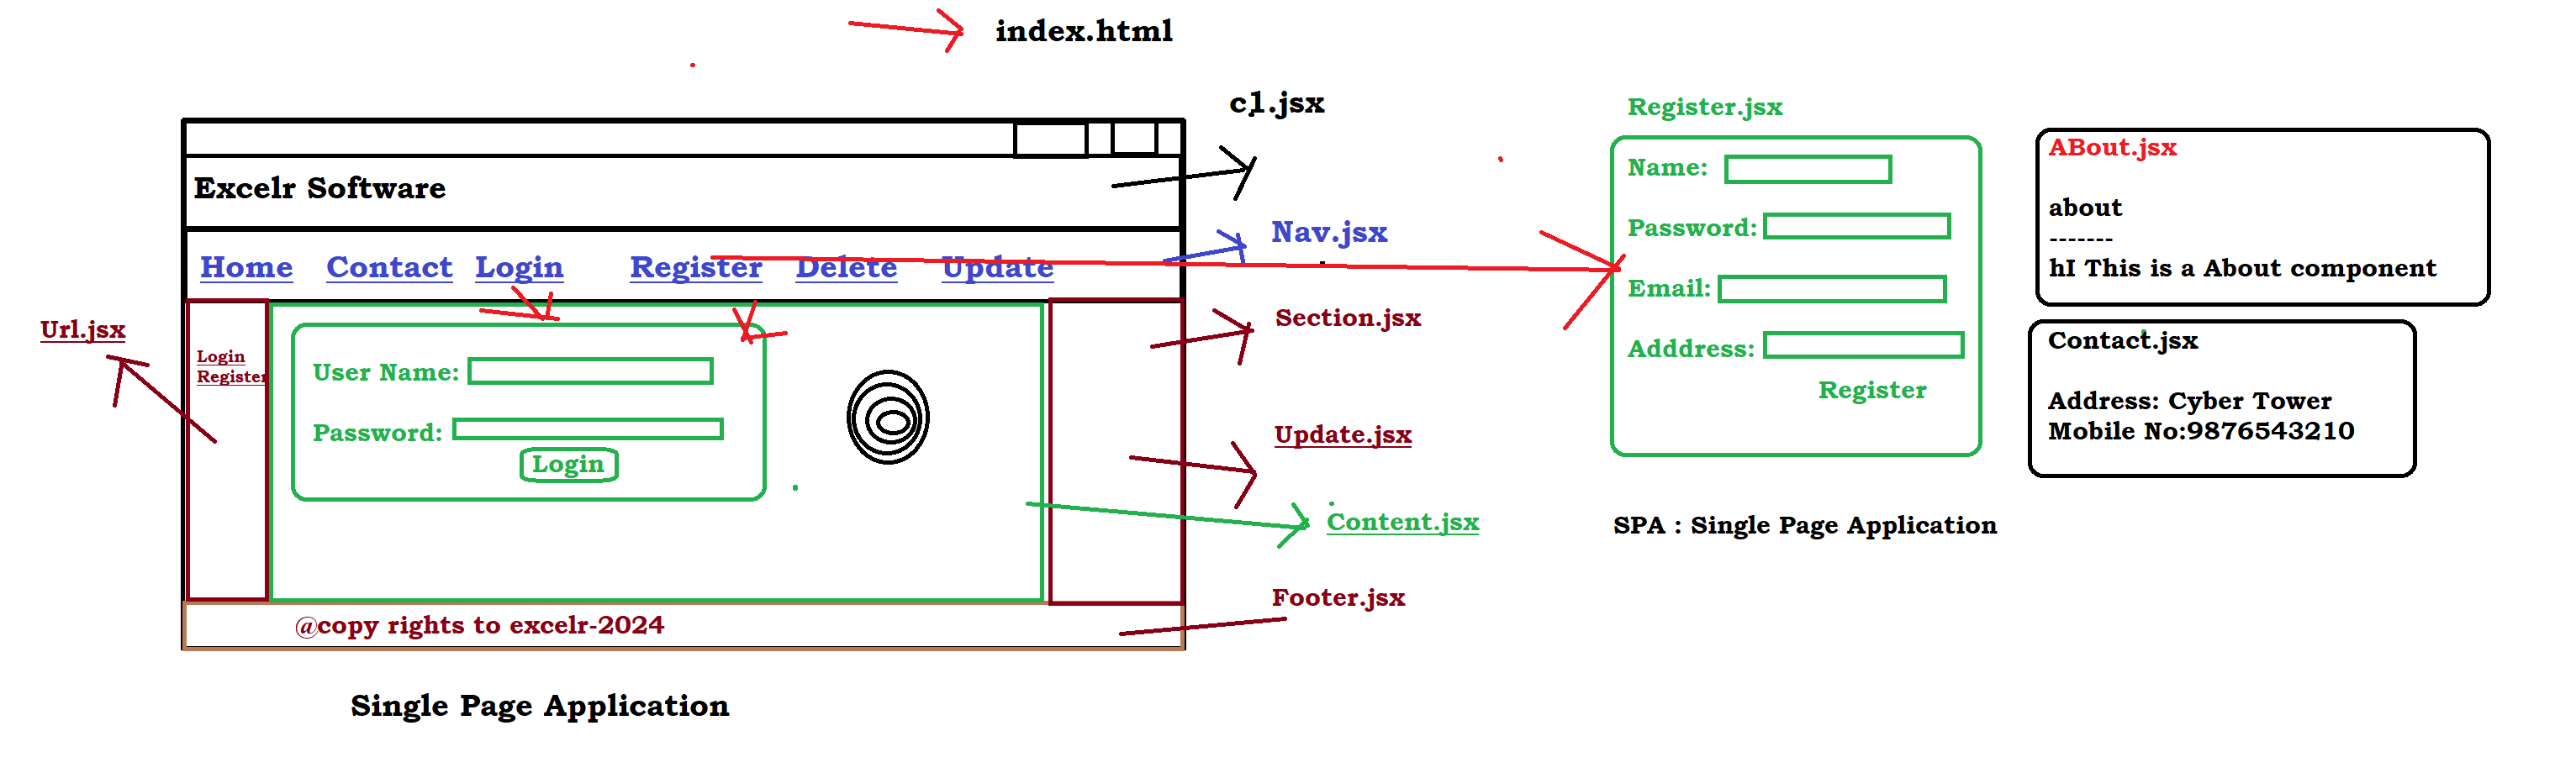 index.html
c1.jsx
Excelr Software
Nav.jsx
Home Contact Login Register Delete Update
Url.jsx
Login
Register
User Name:
Password:
Login
Section.jsx
Update.jsx
Content.jsx
Footer.jsx
@copy rights to excelr-2024
Single Page Application
Register.jsx
Name:
Password:
Email:
Adddress:
Register
ABout.jsx
about
-------
hI This is a About component
Contact.jsx
Address: Cyber Tower
Mobile No:9876543210
SPA : Single Page Application